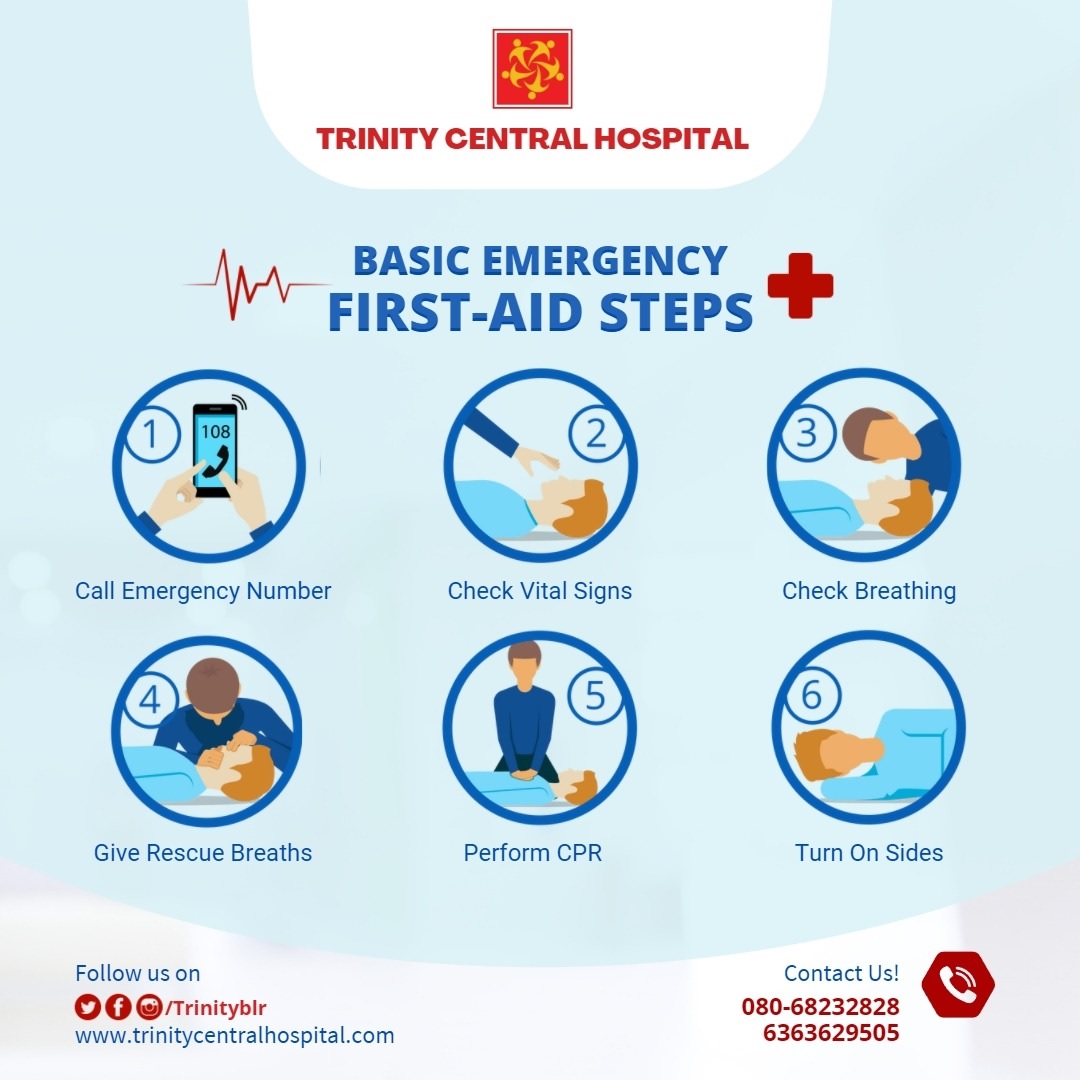 TRINITY CENTRAL HOSPITAL
BASIC EMERGENCY
FIRST-AID STEPS
1
108
Call Emergency Number
2
Check Vital Signs
3
Check Breathing
4
Give Rescue Breaths
5
Perform CPR
6
Turn On Sides
Follow us on
/Trinityblr
www.trinitycentralhospital.com
Contact Us!
080-68232828
6363629505